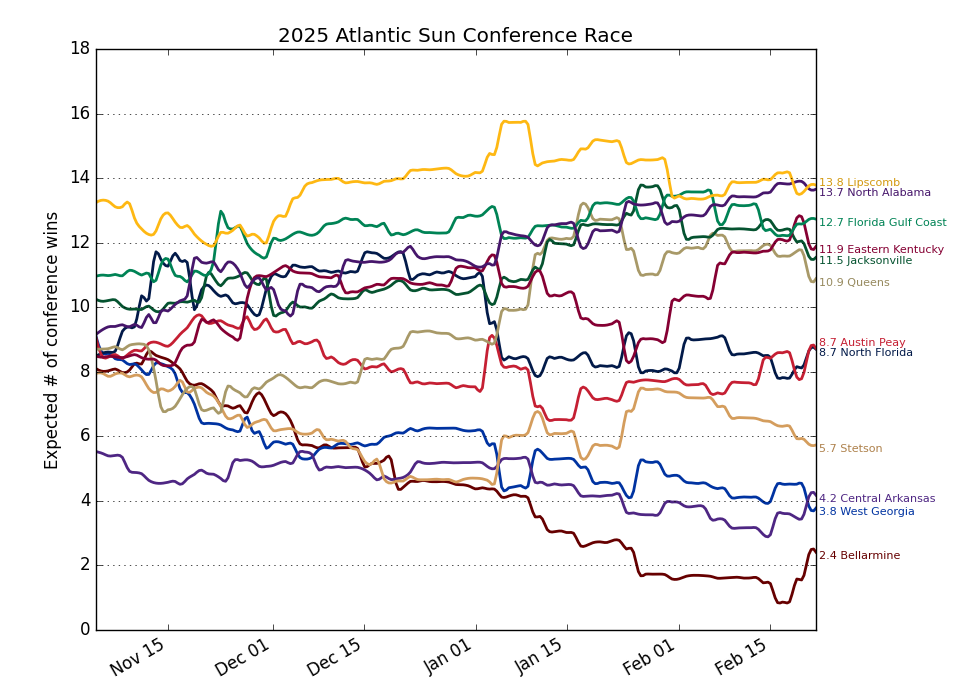 2025 Atlantic Sun Conference Race
Expected # of conference wins
18
16
14
12
10
8
6
4
2
0
Nov 15
Dec 01
Dec 15
Jan 01
Jan 15
Feb 01
Feb 15
13.8 Lipscomb
13.7 North Alabama
12.7 Florida Gulf Coast
11.9 Eastern Kentucky
11.5 Jacksonville
10.9 Queens
8.7 Austin Peay
8.7 North Florida
5.7 Stetson
4.2 Central Arkansas
3.8 West Georgia
2.4 Bellarmine